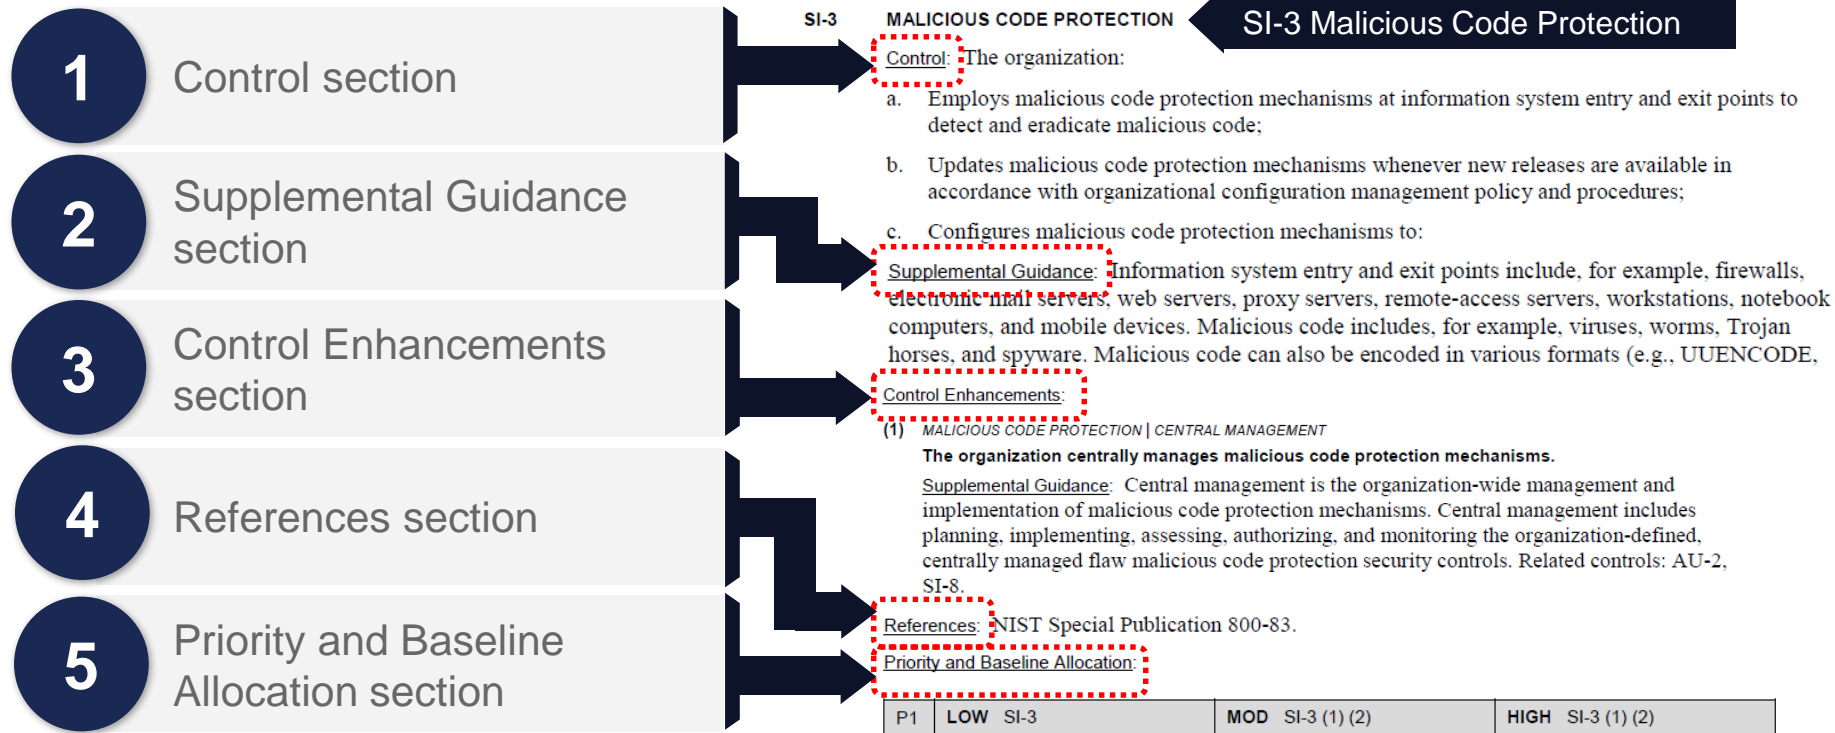 1
Control section
2
Supplemental Guidance
section
3
Control Enhancements
section
4
References section
5
Priority and Baseline
Allocation section
SI-3 MALICIOUS CODE PROTECTION
SI-3 Malicious Code Protection
Control: The organization:
a. Employs malicious code protection mechanisms at information system entry and exit points to
detect and eradicate malicious code;
b. Updates malicious code protection mechanisms whenever new releases are available in
accordance with organizational configuration management policy and procedures;
c. Configures malicious code protection mechanisms to:
Supplemental Guidance: Information system entry and exit points include, for example, firewalls,
electronic mail servers, web servers, proxy servers, remote-access servers, workstations, notebook
computers, and mobile devices. Malicious code includes, for example, viruses, worms, Trojan
horses, and spyware. Malicious code can also be encoded in various formats (e.g., UUENCODE,
Control Enhancements:
(1) MALICIOUS CODE PROTECTION | CENTRAL MANAGEMENT
The organization centrally manages malicious code protection mechanisms.
Supplemental Guidance: Central management is the organization-wide management and
implementation of malicious code protection mechanisms. Central management includes
planning, implementing, assessing, authorizing, and monitoring the organization-defined,
centrally managed flaw malicious code protection security controls. Related controls: AU-2,
SI-8.
References: NIST Special Publication 800-83.
Priority and Baseline Allocation:
P1 LOW SI-3 MOD SI-3 (1) (2) HIGH SI-3 (1) (2)